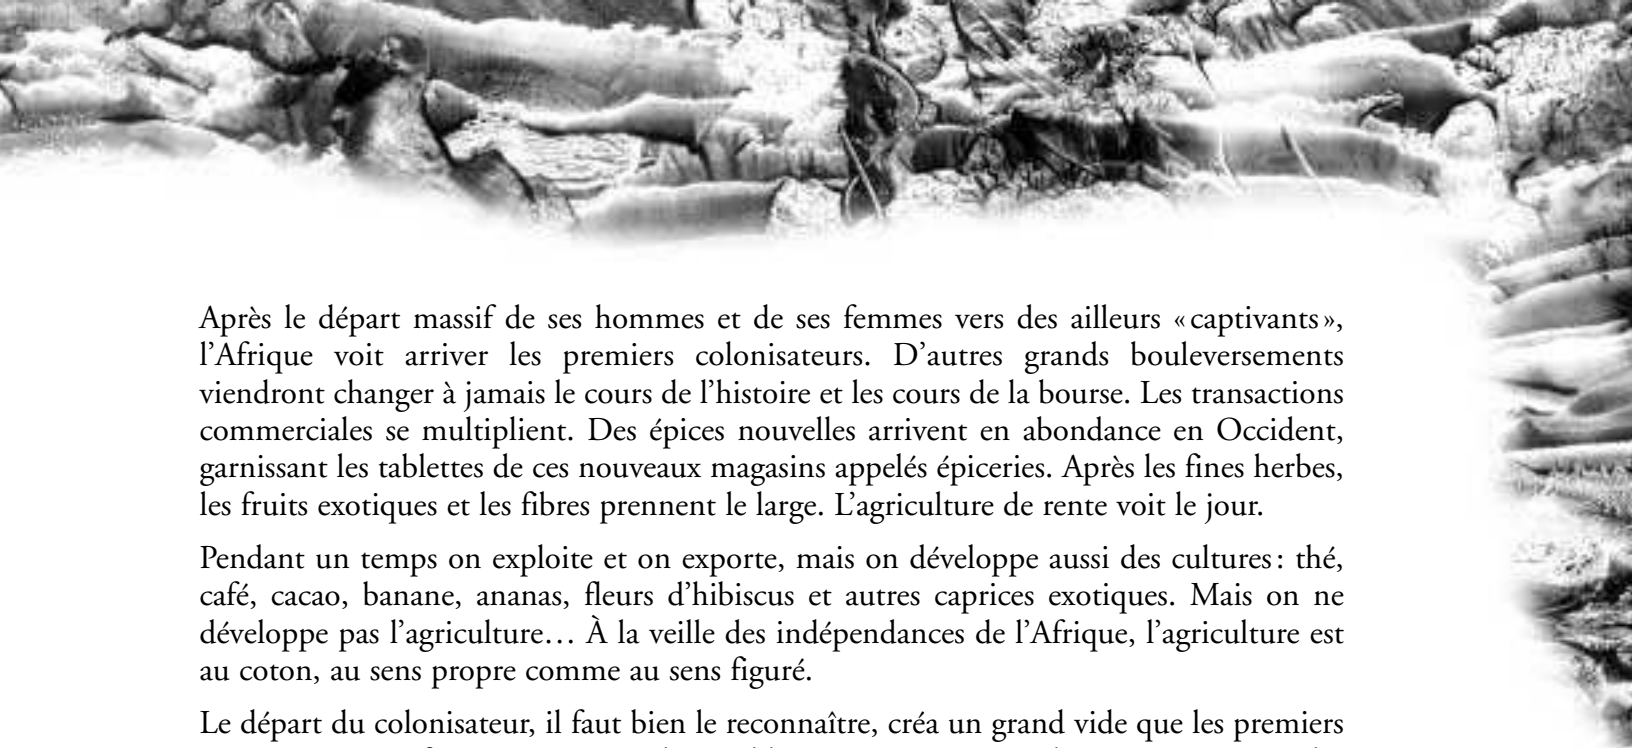 Après le départ massif de ses hommes et de ses femmes vers des ailleurs « captivants »,
l’Afrique voit arriver les premiers colonisateurs. D’autres grands bouleversements
viendront changer à jamais le cours de l’histoire et les cours de la bourse. Les transactions
commerciales se multiplient. Des épices nouvelles arrivent en abondance en Occident,
garnissant les tablettes de ces nouveaux magasins appelés épiceries. Après les fines herbes,
les fruits exotiques et les fibres prennent le large. L’agriculture de rente voit le jour.
Pendant un temps on exploite et on exporte, mais on développe aussi des cultures : thé,
café, cacao, banane, ananas, fleurs d’hibiscus et autres caprices exotiques. Mais on ne
développe pas l’agriculture… À la veille des indépendances de l’Afrique, l’agriculture est
au coton, au sens propre comme au sens figuré.
Le départ du colonisateur, il faut bien le reconnaître, créa un grand vide que les premiers